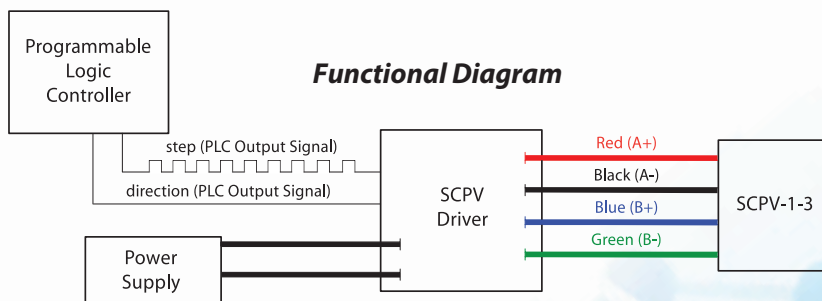 Programmable
Logic
Controller
Functional Diagram
step (PLC Output Signal)
direction (PLC Output Signal)
SCPV
Driver
Red (A+)
Black (A-)
Blue (B+)
Green (B-)
SCPV-1-3
Power
Supply